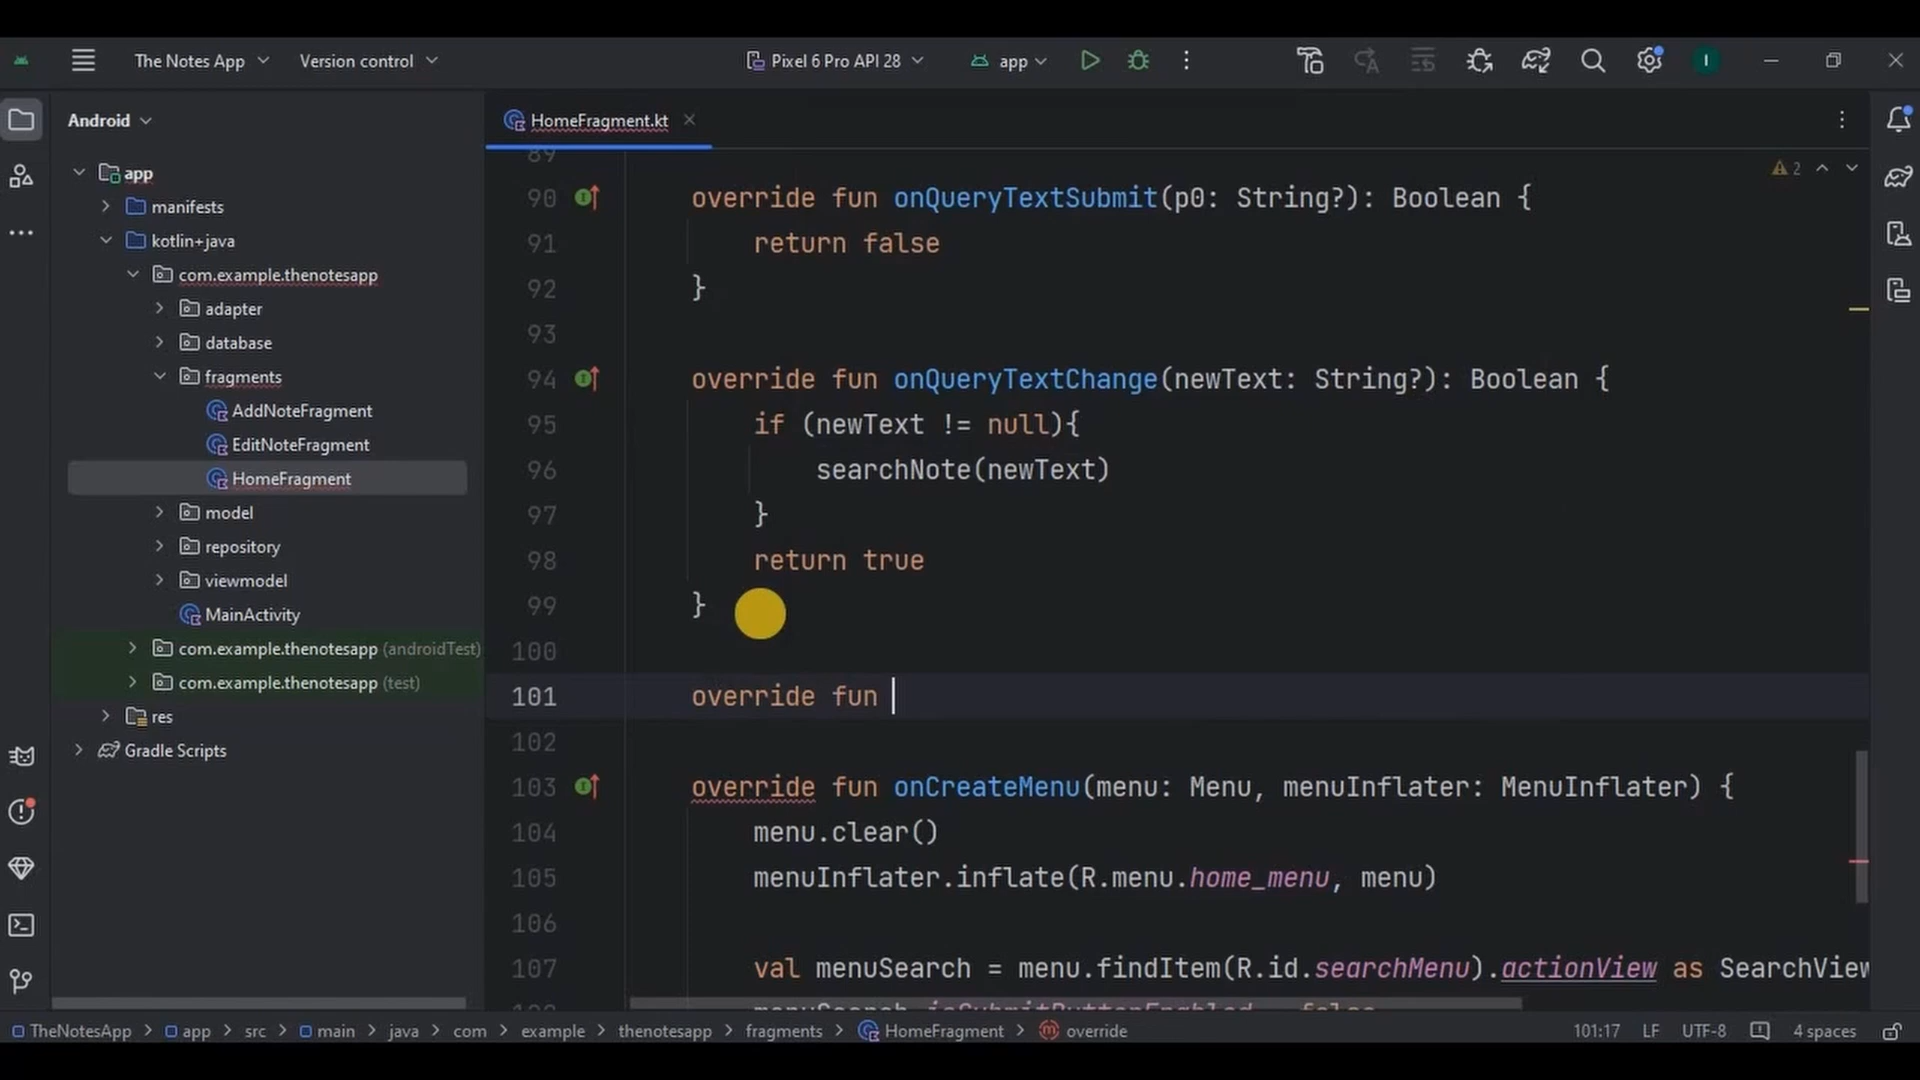 The Notes App
Version control
Pixel 6 Pro API 28
app
I
Android
HomeFragment.kt
app
manifests
kotlin+java
com.example.thenotesapp
adapter
database
fragments
AddNoteFragment
EditNoteFragment
HomeFragment
model
repository
viewmodel
MainActivity
com.example.thenotesapp (androidTest)
com.example.thenotesapp (test)
res
Gradle Scripts
2
89
90 override fun onQueryTextSubmit(p0: String?): Boolean {
91 return false
92 }
93
94 override fun onQueryTextChange(newText: String?): Boolean {
95 if (newText != null){
96 searchNote(newText)
97 }
98 return true
99 }
100
101 override fun
102
103 override fun onCreateMenu(menu: Menu, menuInflater: MenuInflater) {
104 menu.clear()
105 menuInflater.inflate(R.menu.home_menu, menu)
106
107 val menuSearch = menu.findItem(R.id.searchMenu).actionView as SearchView
TheNotesApp > app > src > main > java > com > example > thenotesapp > fragments > HomeFragment > override
101:17 LF UTF-8 4 spaces